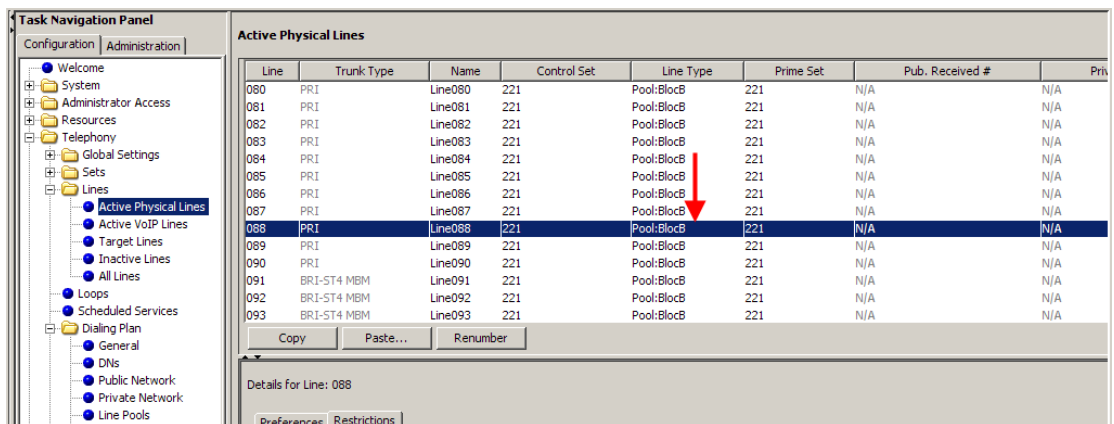 Task Navigation Panel
Configuration Administration
Welcome
System
Administrator Access
Resources
Telephony
Global Settings
Sets
Lines
Active Physical Lines
Active VoIP Lines
Target Lines
Inactive Lines
All Lines
Loops
Scheduled Services
Dialing Plan
General
DNs
Public Network
Private Network
Line Pools
Active Physical Lines
Line Trunk Type Name Control Set Line Type Prime Set Pub. Received # Priv
080 PRI Line080 221 Pool:BlocB 221 N/A N/A
081 PRI Line081 221 Pool:BlocB 221 N/A N/A
082 PRI Line082 221 Pool:BlocB 221 N/A N/A
083 PRI Line083 221 Pool:BlocB 221 N/A N/A
084 PRI Line084 221 Pool:BlocB 221 N/A N/A
085 PRI Line085 221 Pool:BlocB 221 N/A N/A
086 PRI Line086 221 Pool:BlocB 221 N/A N/A
087 PRI Line087 221 Pool:BlocB 221 N/A N/A
088 PRI Line088 221 Pool:BlocB 221 N/A N/A
089 PRI Line089 221 Pool:BlocB 221 N/A N/A
090 PRI Line090 221 Pool:BlocB 221 N/A N/A
091 BRI-ST4 MBM Line091 221 Pool:BlocB 221 N/A N/A
092 BRI-ST4 MBM Line092 221 Pool:BlocB 221 N/A N/A
093 BRI-ST4 MBM Line093 221 Pool:BlocB 221 N/A N/A
Copy Paste... Renumber
Details for Line: 088
Preferences Restrictions